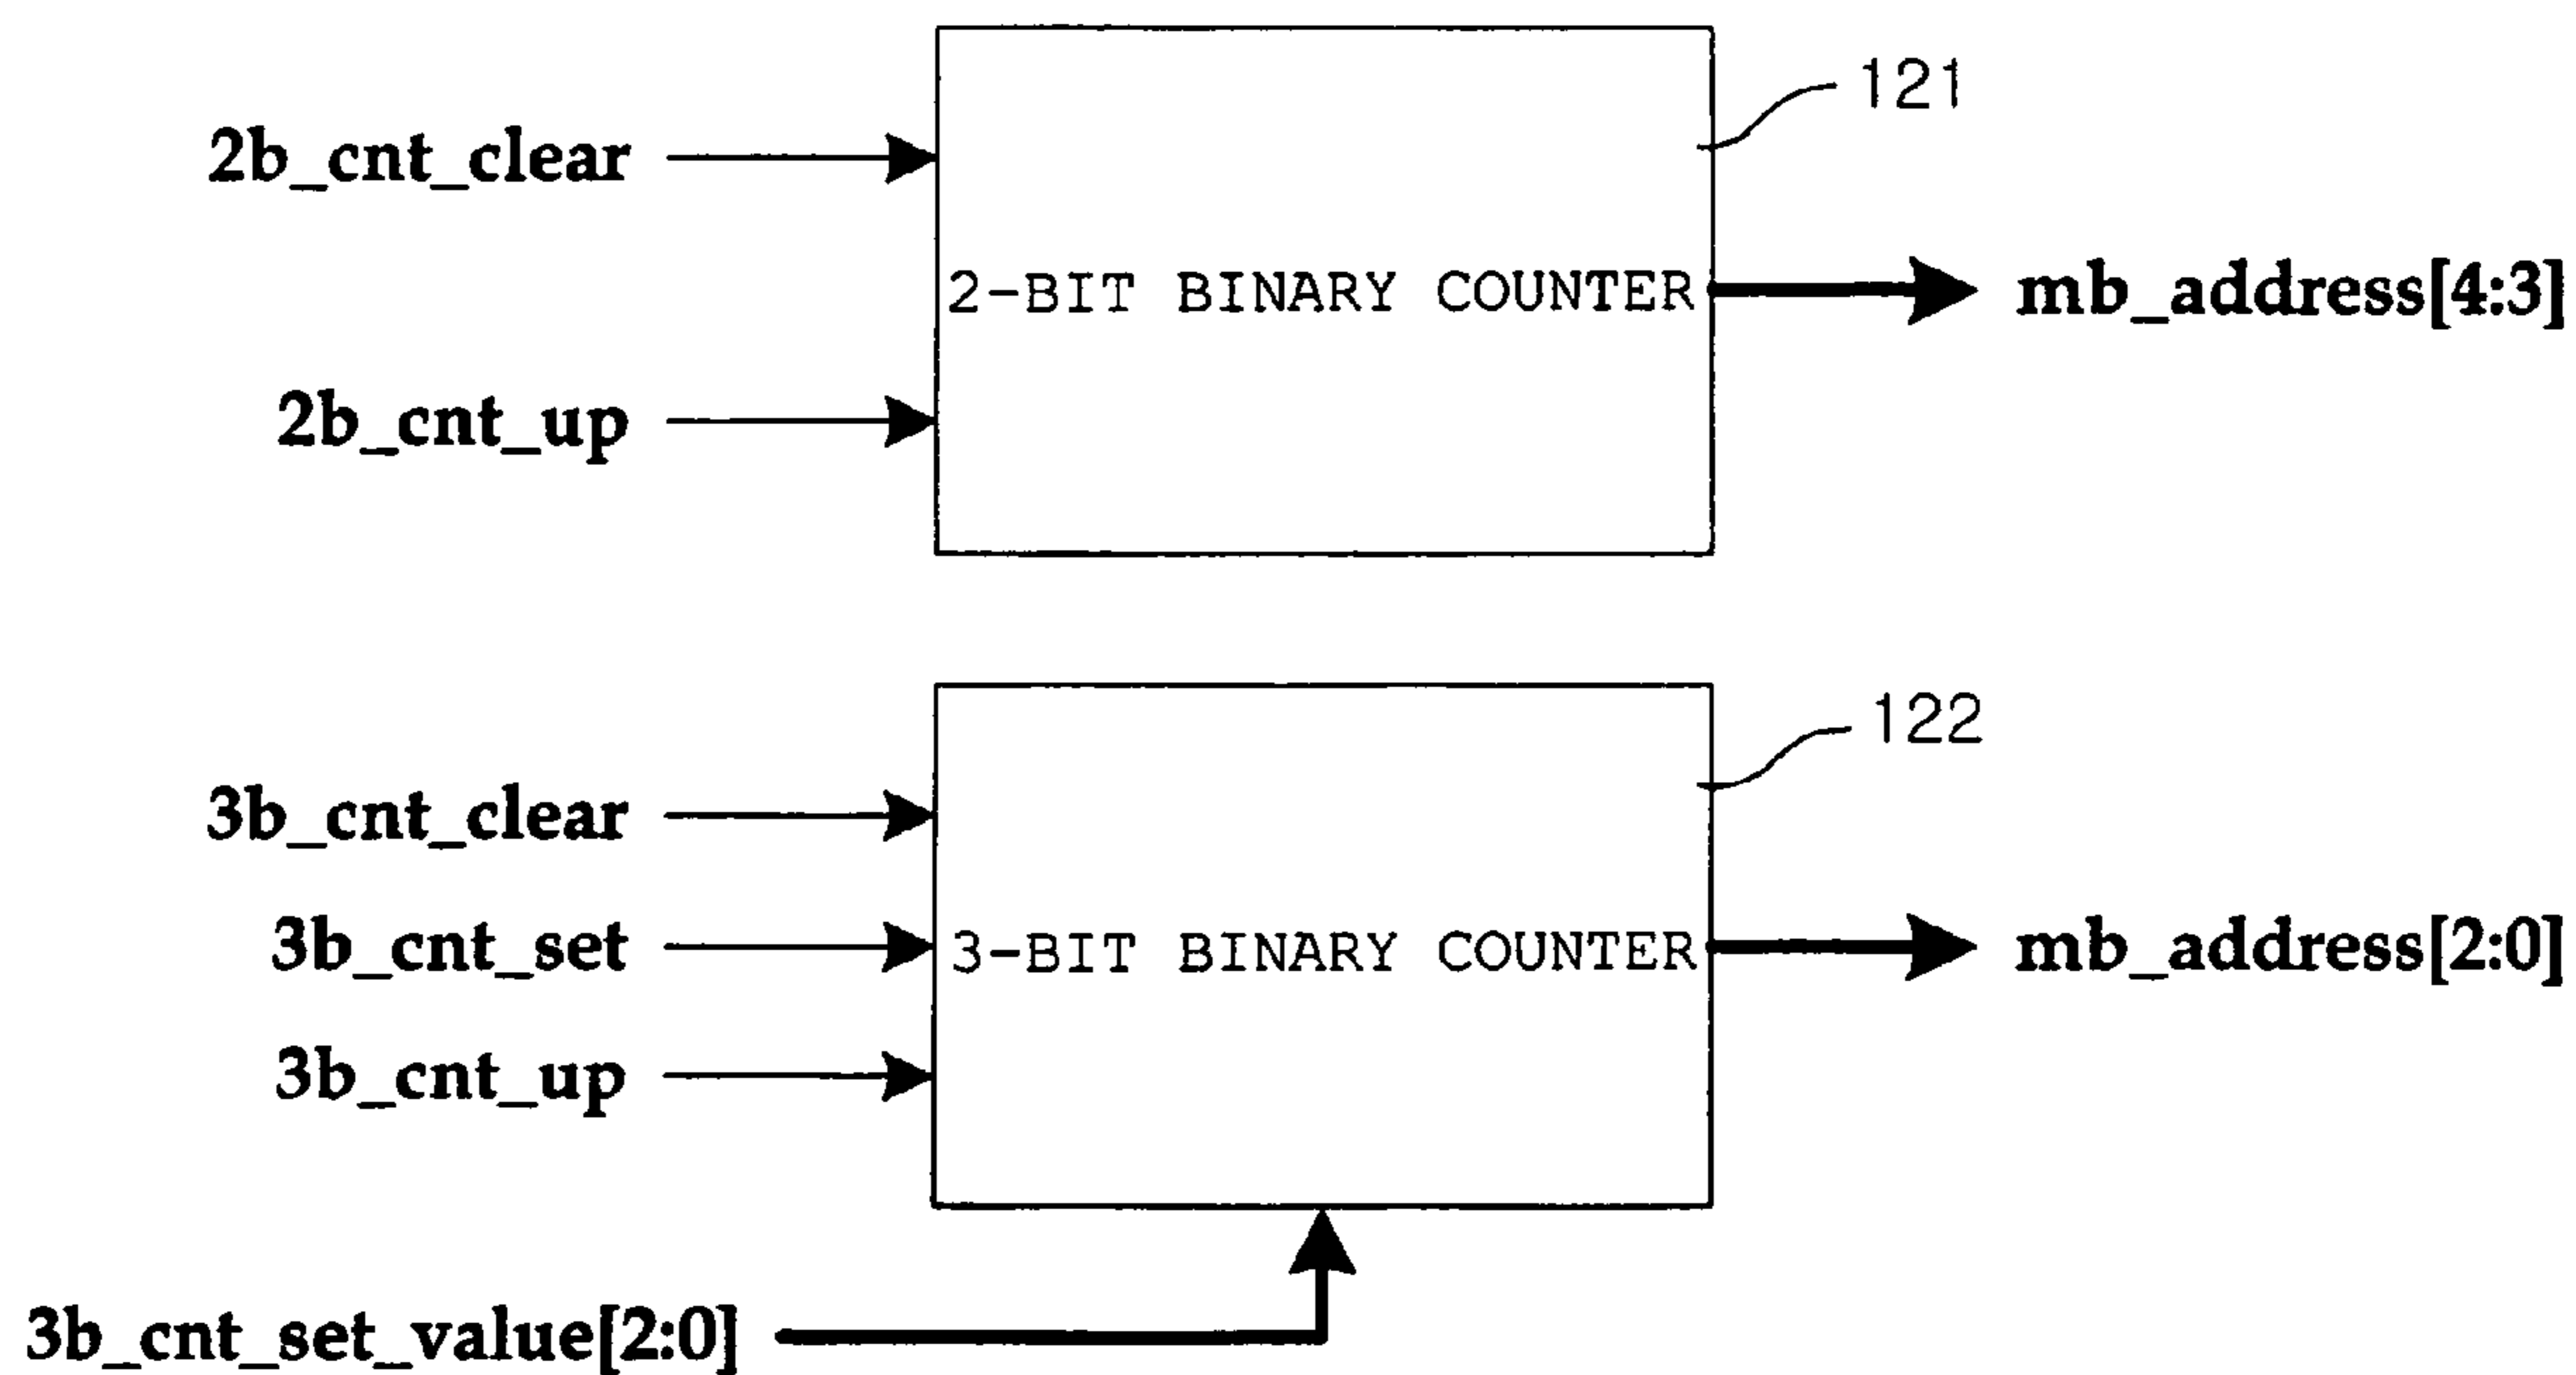 121
2b_cnt_clear
2-BIT BINARY COUNTER
mb_address[4:3]
2b_cnt_up
122
3b_cnt_clear
3b_cnt_set
3-BIT BINARY COUNTER
mb_address[2:0]
3b_cnt_up
3b_cnt_set_value[2:0]